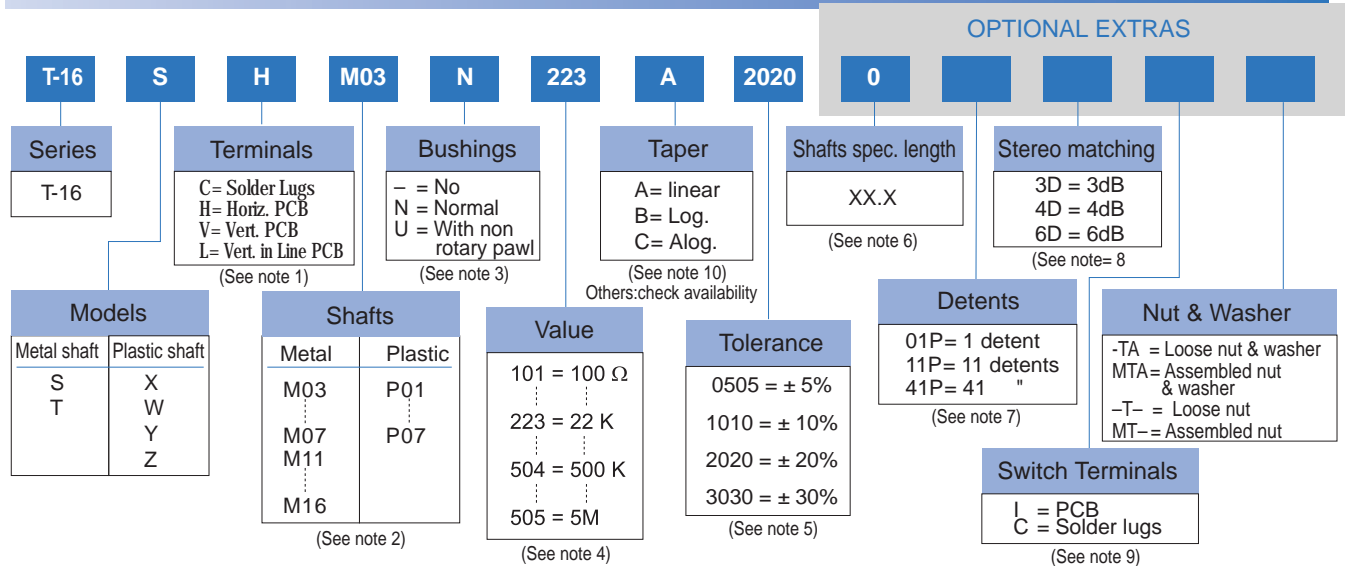 OPTIONAL EXTRAS
T-16 S H M03 N 223 A 2020 0
Series
T-16
Terminals
C= Solder Lugs
H= Horiz. PCB
V= Vert. PCB
L= Vert. in Line PCB
(See note 1)
Bushings
– = No
N = Normal
U = With non
rotary pawl
(See note 3)
Taper
A= linear
B= Log.
C= Alog.
(See note 10)
Others:check availability
Shafts spec. length
XX.X
(See note 6)
Stereo matching
3D = 3dB
4D = 4dB
6D = 6dB
(See note= 8
Models
Metal shaft Plastic shaft
S X
T W
Y
Z
Shafts
Metal Plastic
M03 P01
M07 P07
M11
M16
(See note 2)
Value
101 = 100 Ω
223 = 22 K
504 = 500 K
505 = 5M
(See note 4)
Tolerance
0505 = ± 5%
1010 = ± 10%
2020 = ± 20%
3030 = ± 30%
(See note 5)
Detents
01P= 1 detent
11P= 11 detents
41P= 41 "
(See note 7)
Nut & Washer
-TA = Loose nut & washer
MTA= Assembled nut
& washer
–T– = Loose nut
MT– = Assembled nut
Switch Terminals
I = PCB
C = Solder lugs
(See note 9)